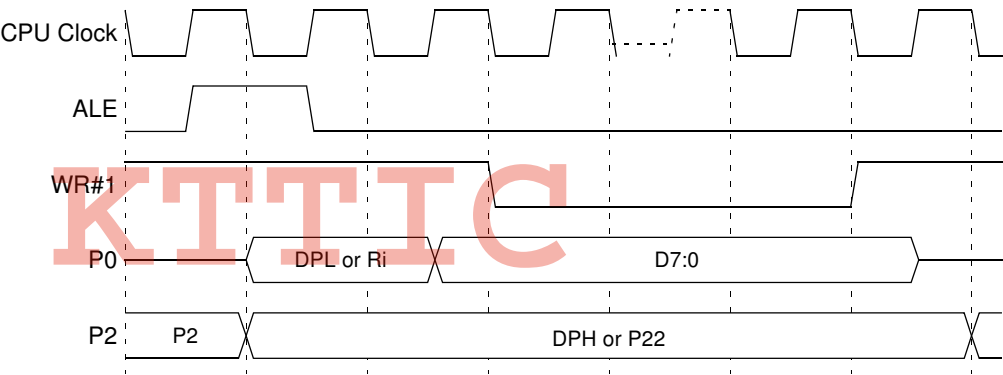 CPU Clock
ALE
WR#1
KTTIC
P0
DPL or Ri
D7:0
P2
P2
DPH or P22